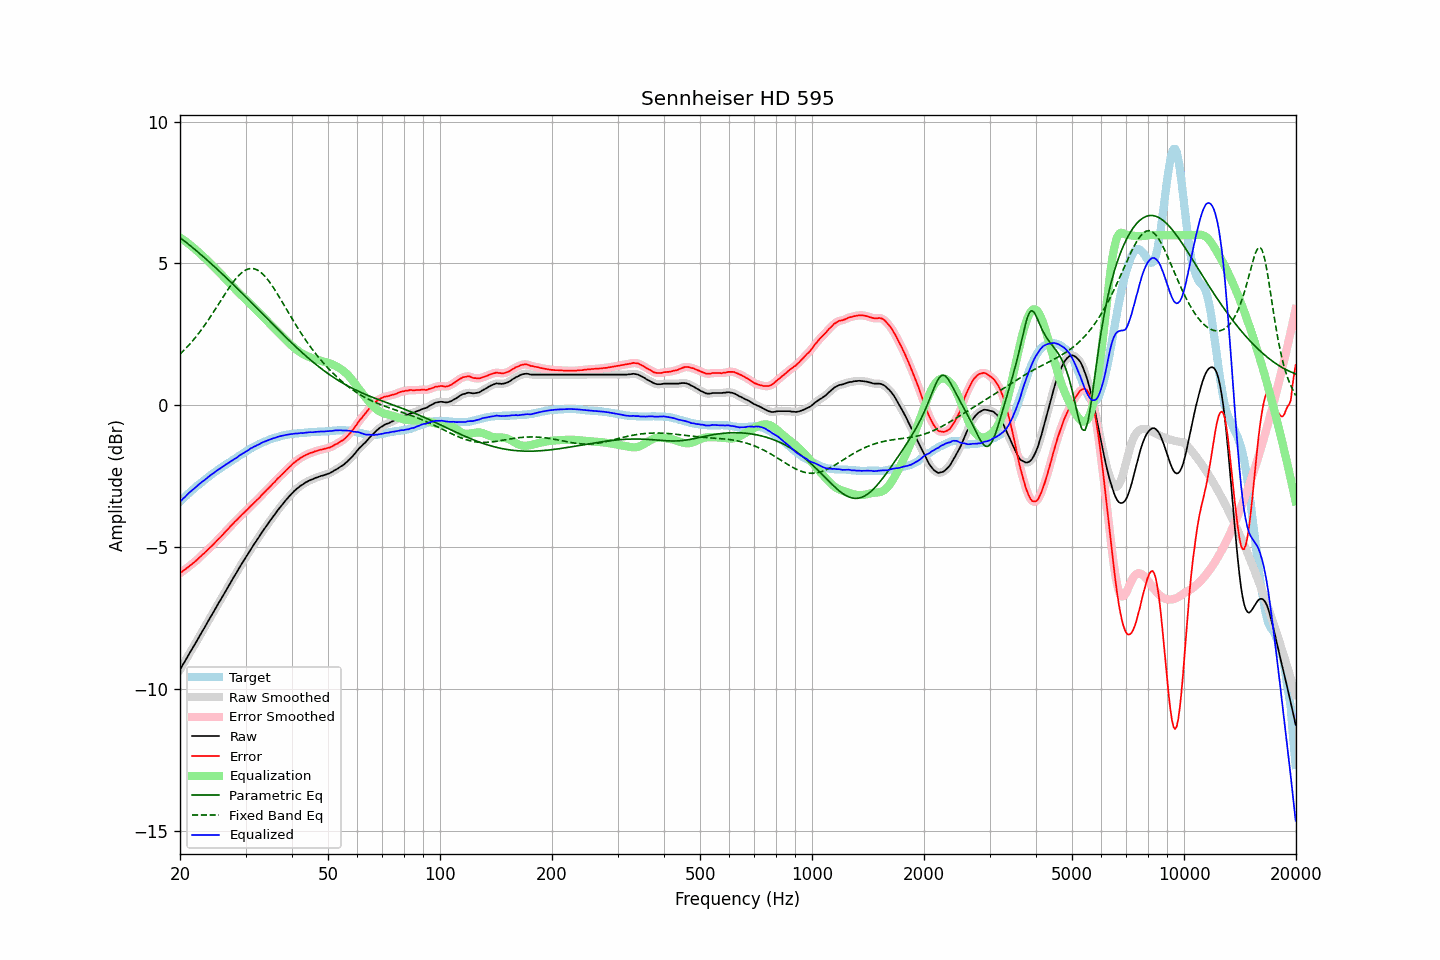 Sennheiser HD 595
Amplitude (dBr)
10
5
0
−5
−10
−15
Target
Raw Smoothed
Error Smoothed
Raw
Error
Equalization
Parametric Eq
Fixed Band Eq
Equalized
20 50 100 200 500 1000 2000 5000 10000 20000
Frequency (Hz)